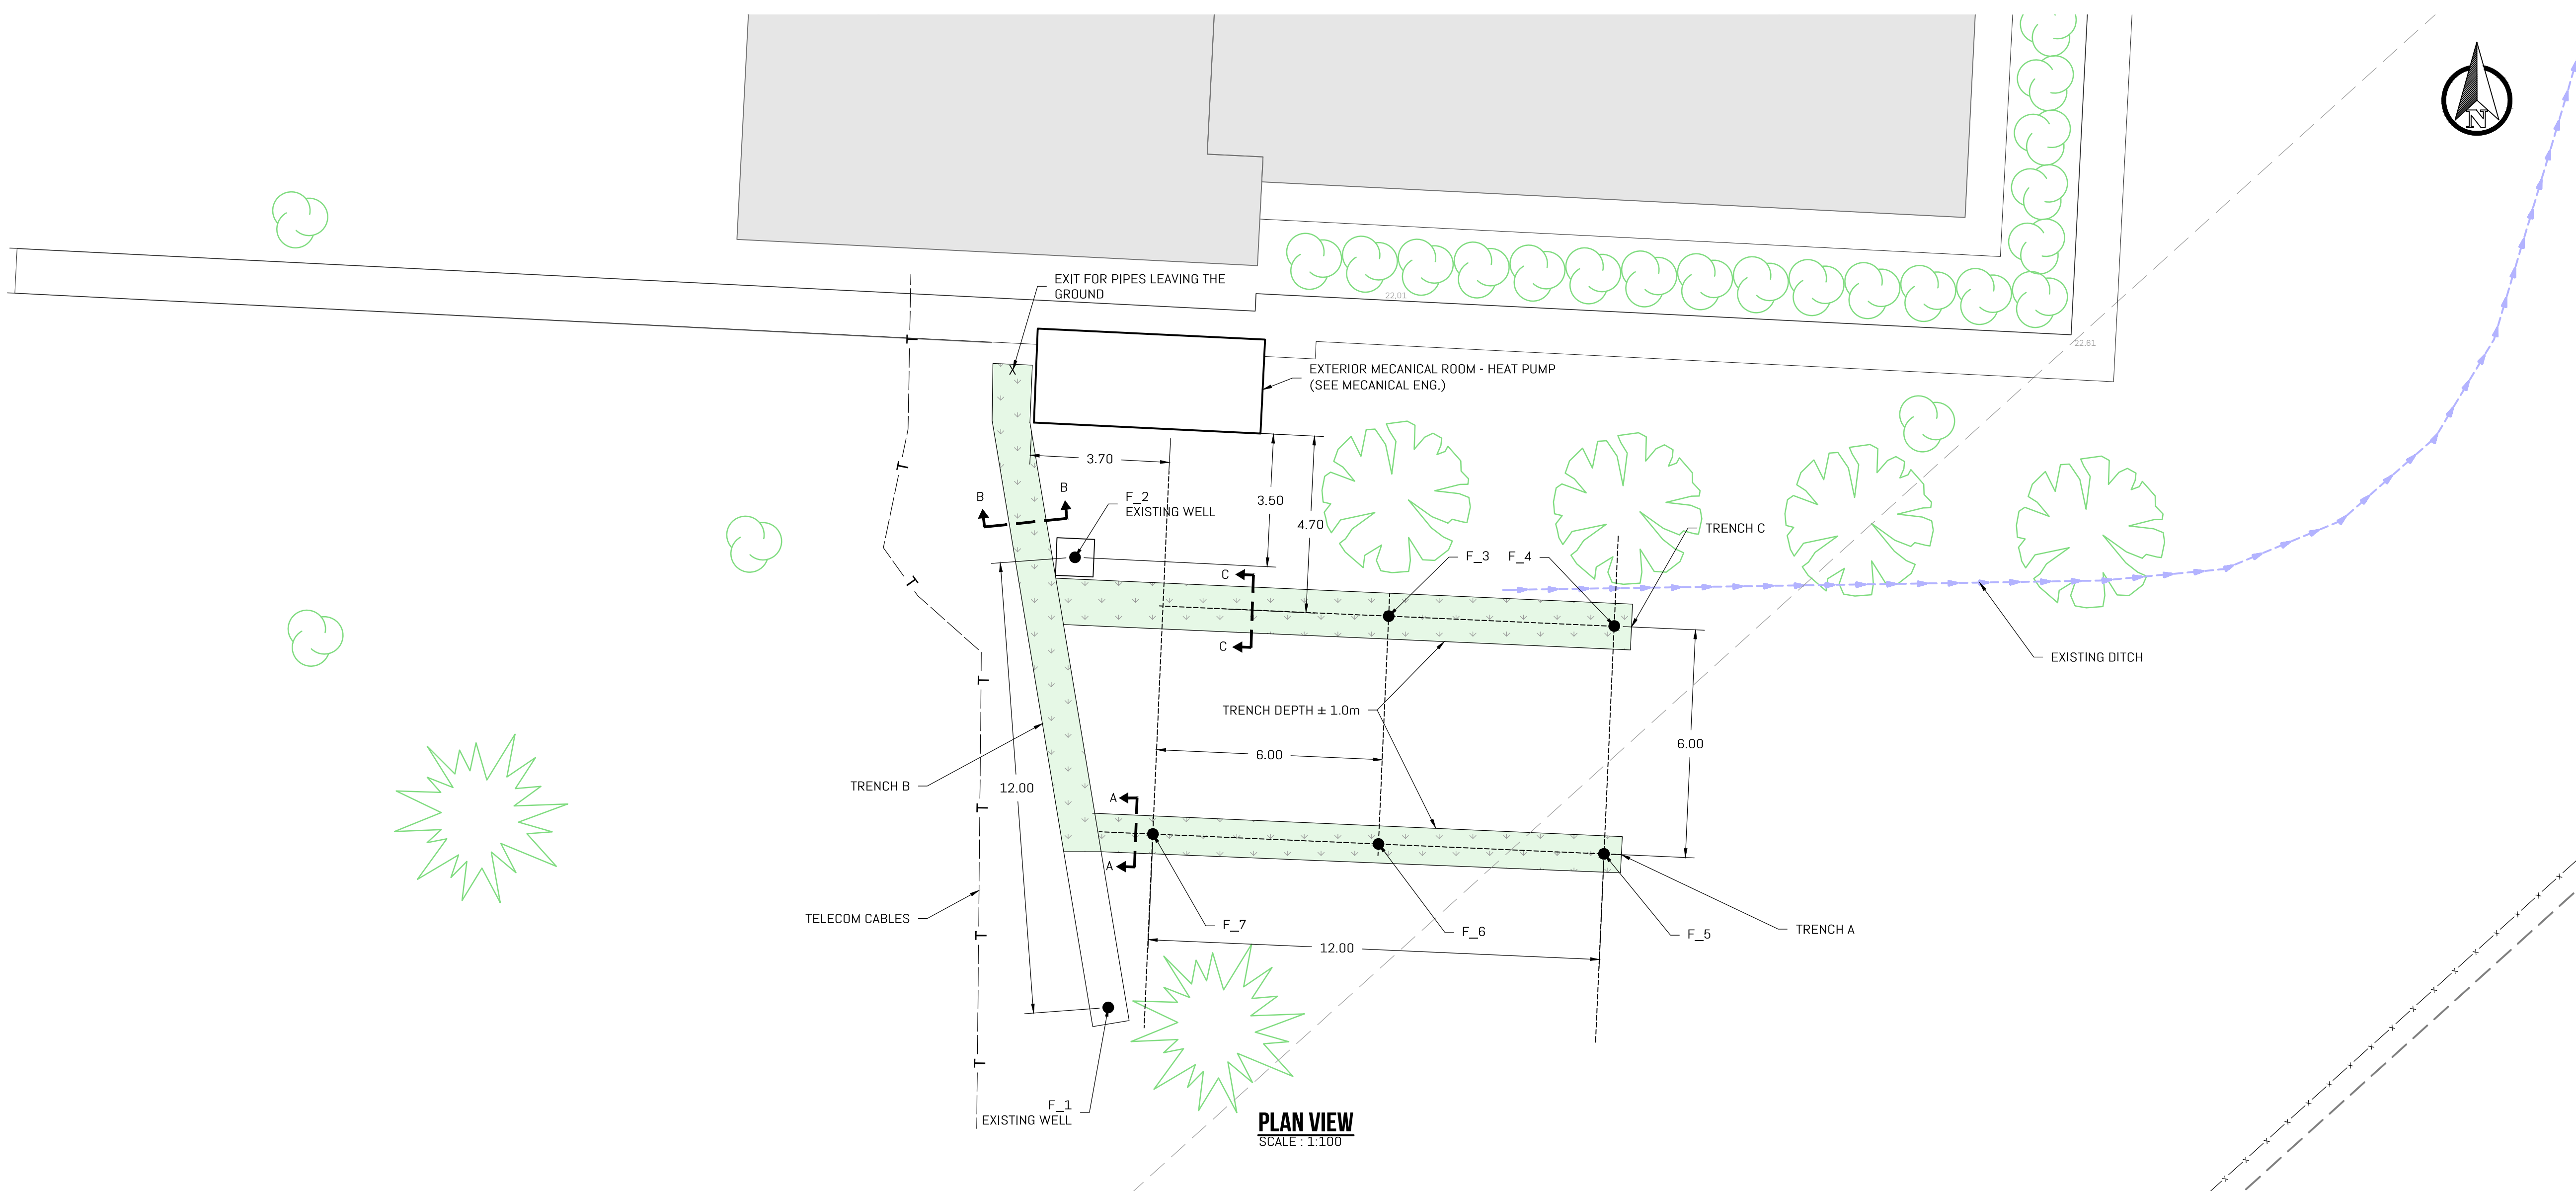 N
EXIT FOR PIPES LEAVING THE
GROUND
X
22.01
22.61
EXTERIOR MECANICAL ROOM - HEAT PUMP
(SEE MECANICAL ENG.)
3.70
B
B
F_2
EXISTING WELL
3.50
4.70
TRENCH C
F_3
F_4
C
C
EXISTING DITCH
TRENCH DEPTH ± 1.0m
6.00
6.00
TRENCH B
12.00
A
A
TELECOM CABLES
F_7
F_6
F_5
TRENCH A
12.00
F_1
EXISTING WELL
PLAN VIEW
SCALE : 1:100
T
T
T
T
T
T
T